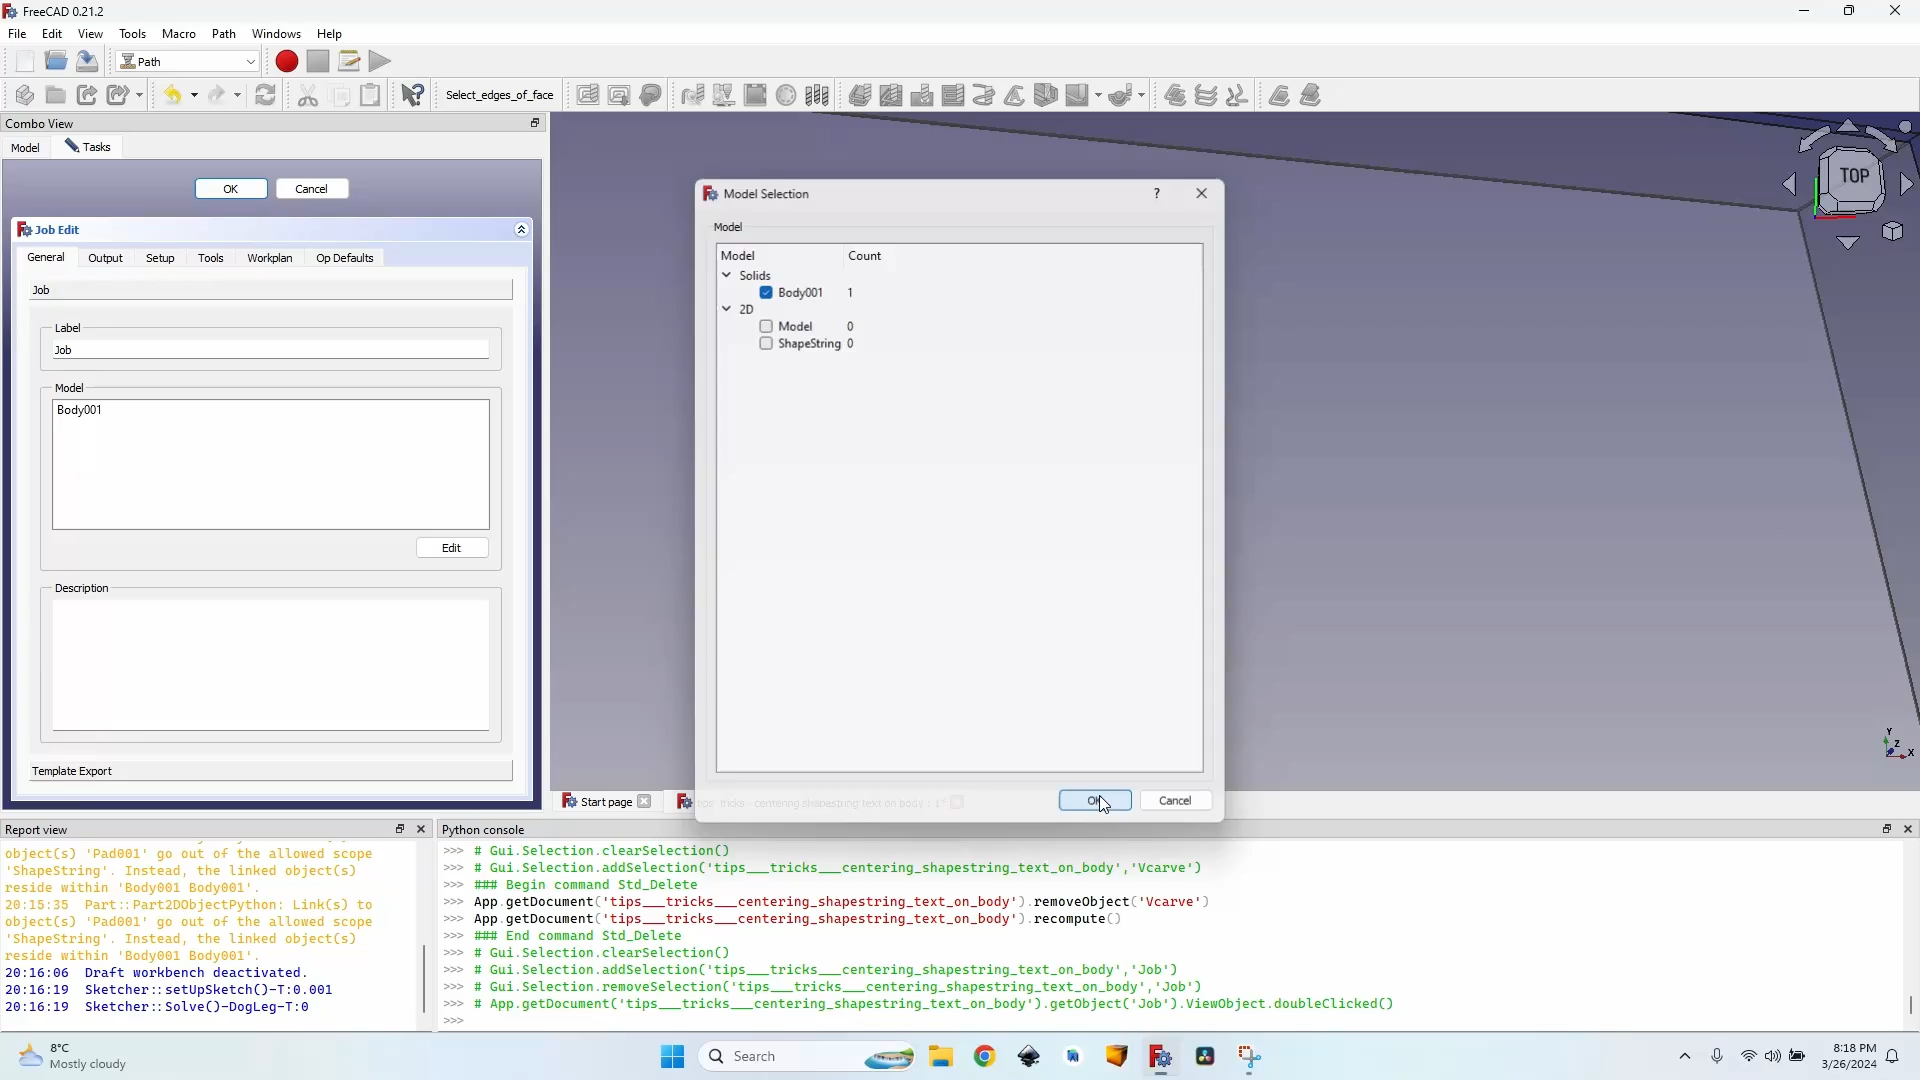 FreeCAD 0.21.2
File Edit View Tools Macro Path Windows Help
Path
Select_edges_of_face
Combo View
Model Tasks
OK Cancel
Job Edit
General Output Setup Tools Workplan Op Defaults
Job
Label
Job
Model
Body001
Edit
Description
Template Export
Model Selection
?
Model
Model Count
Solids
Body001 1
2D
Model 0
ShapeString 0
OK Cancel
TOP
Y
Z
X
Start page
tricks - centering shapestring text on body : 1*
Report view
object(s) 'Pad001' go out of the allowed scope
'ShapeString'. Instead, the linked object(s)
reside within 'Body001 Body001'.
20:15:35 Part::Part2DObjectPython: Link(s) to
object(s) 'Pad001' go out of the allowed scope
'ShapeString'. Instead, the linked object(s)
reside within 'Body001 Body001'.
20:16:06 Draft workbench deactivated.
20:16:19 Sketcher::setUpSketch()-T:0.001
20:16:19 Sketcher::Solve()-DogLeg-T:0
Python console
>>> # Gui.Selection.clearSelection()
>>> # Gui.Selection.addSelection('tips___tricks___centering_shapestring_text_on_body','Vcarve')
>>> ### Begin command Std_Delete
>>> App.getDocument('tips___tricks___centering_shapestring_text_on_body').removeObject('Vcarve')
>>> App.getDocument('tips___tricks___centering_shapestring_text_on_body').recompute()
>>> ### End command Std_Delete
>>> # Gui.Selection.clearSelection()
>>> # Gui.Selection.addSelection('tips___tricks___centering_shapestring_text_on_body','Job')
>>> # Gui.Selection.removeSelection('tips___tricks___centering_shapestring_text_on_body','Job')
>>> # App.getDocument('tips___tricks___centering_shapestring_text_on_body').getObject('Job').ViewObject.doubleClicked()
>>>
8°C
Mostly cloudy
Search
8:18 PM
3/26/2024